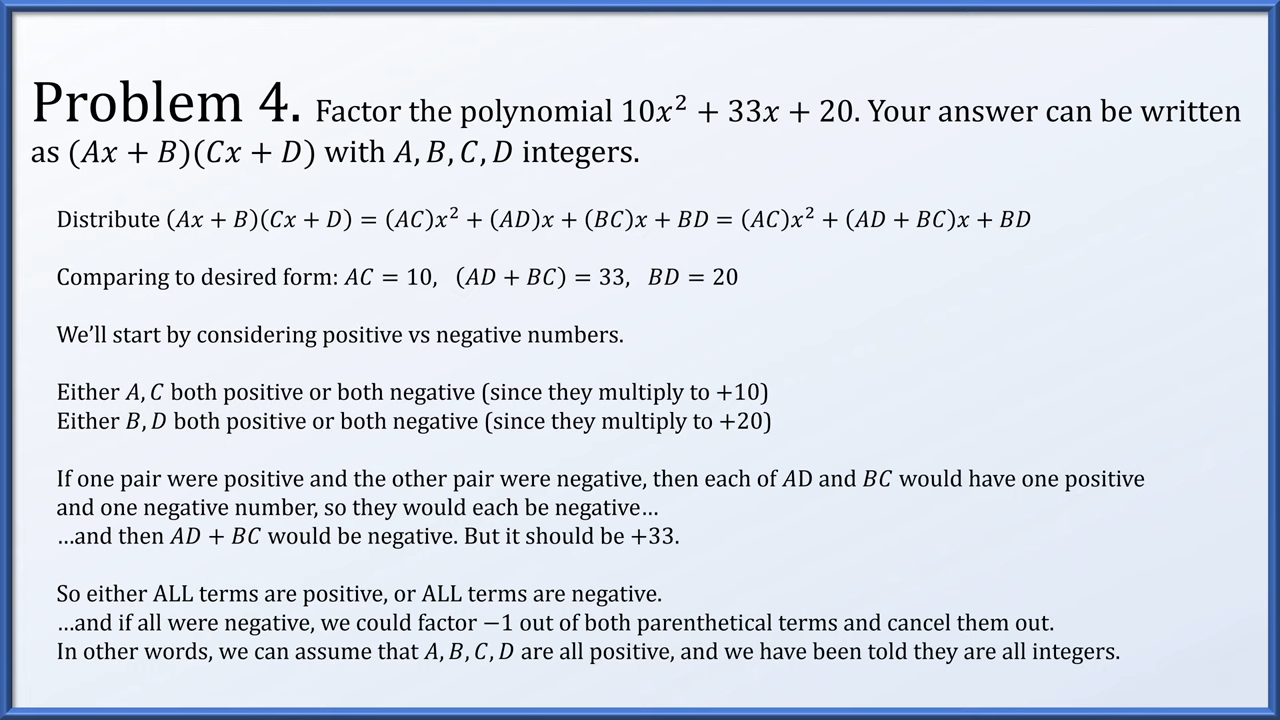 Problem 4. Factor the polynomial 10x² + 33x + 20. Your answer can be written
as (Ax + B)(Cx + D) with A, B, C, D integers.
Distribute (Ax + B)(Cx + D) = (AC)x² + (AD)x + (BC)x + BD = (AC)x² + (AD + BC)x + BD
Comparing to desired form: AC = 10, (AD + BC) = 33, BD = 20
We’ll start by considering positive vs negative numbers.
Either A, C both positive or both negative (since they multiply to +10)
Either B, D both positive or both negative (since they multiply to +20)
If one pair were positive and the other pair were negative, then each of AD and BC would have one positive
and one negative number, so they would each be negative…
…and then AD + BC would be negative. But it should be +33.
So either ALL terms are positive, or ALL terms are negative.
…and if all were negative, we could factor −1 out of both parenthetical terms and cancel them out.
In other words, we can assume that A, B, C, D are all positive, and we have been told they are all integers.